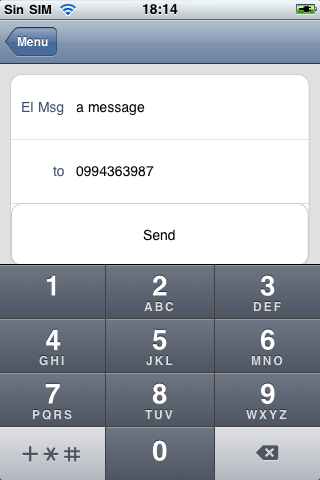 Sin SIM 18:14
Menu
El Msg a message
to 0994363987
Send
1 2 ABC 3 DEF
4 GHI 5 JKL 6 MNO
7 PQRS 8 TUV 9 WXYZ
+*# 0